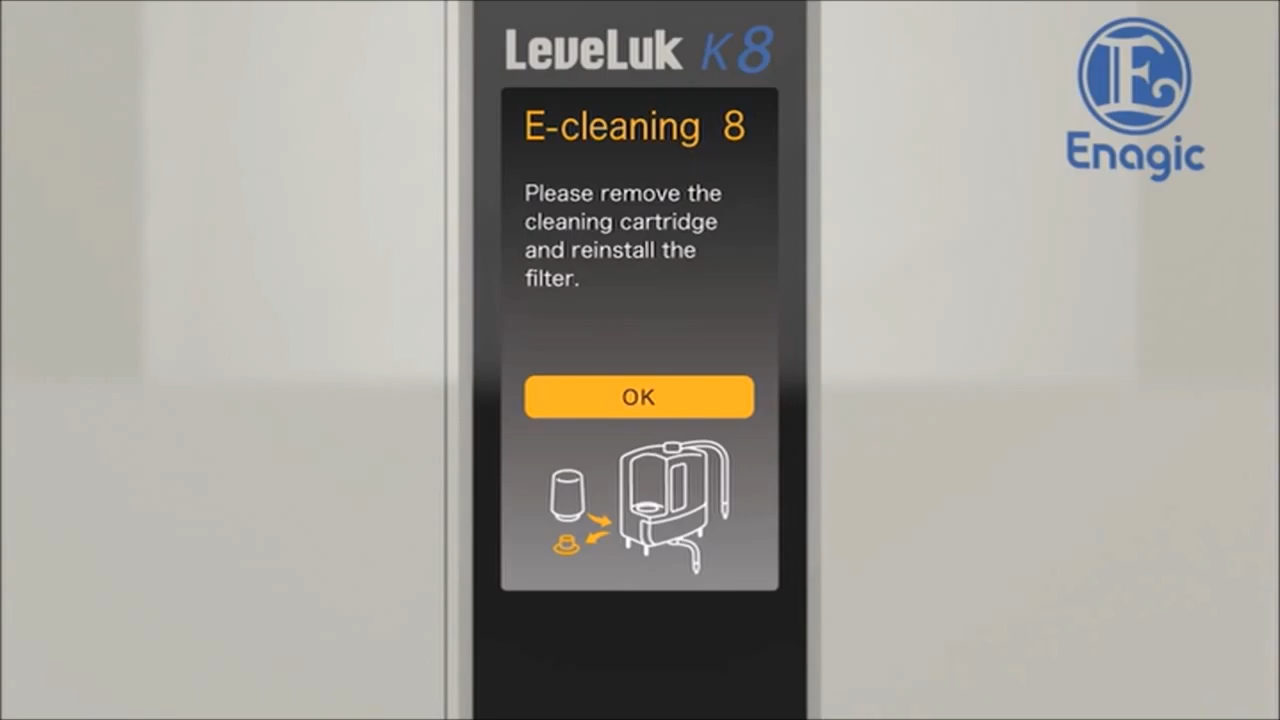 LeveLuk K8
E-cleaning 8
Please remove the
cleaning cartridge
and reinstall the
filter.
OK
E
Enagic